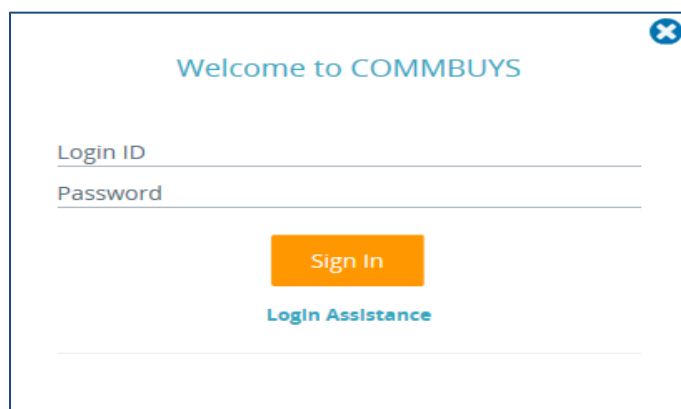 Welcome to COMMBUYS
Login ID
Password
Sign In
Login Assistance